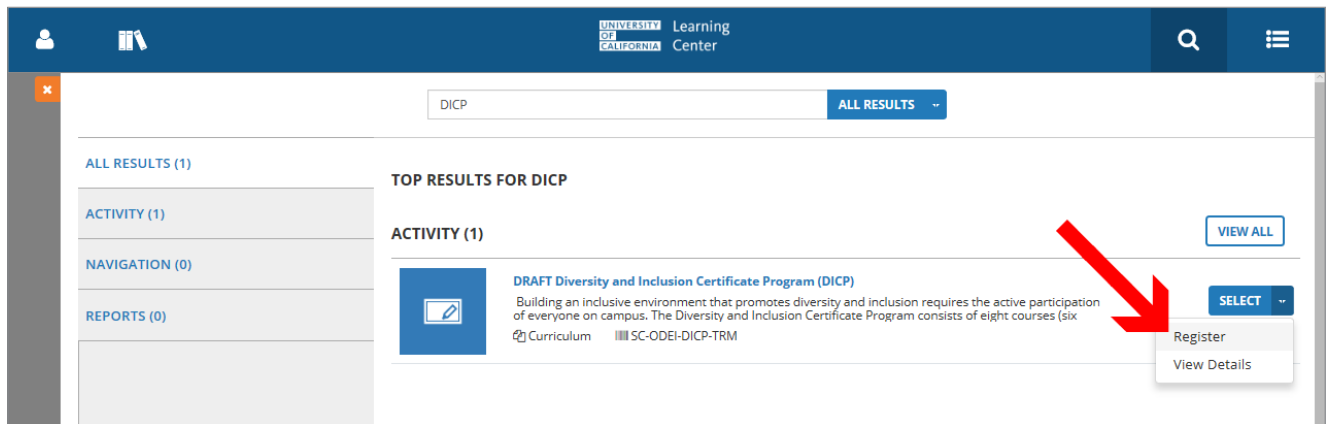 UNIVERSITY
OF
CALIFORNIA
Learning
Center
DICP
ALL RESULTS
ALL RESULTS (1)
ACTIVITY (1)
NAVIGATION (0)
REPORTS (0)
TOP RESULTS FOR DICP
ACTIVITY (1)
VIEW ALL
DRAFT Diversity and Inclusion Certificate Program (DICP)
Building an inclusive environment that promotes diversity and inclusion requires the active participation
of everyone on campus. The Diversity and Inclusion Certificate Program consists of eight courses (six
Curriculum SC-ODEI-DICP-TRM
SELECT
Register
View Details